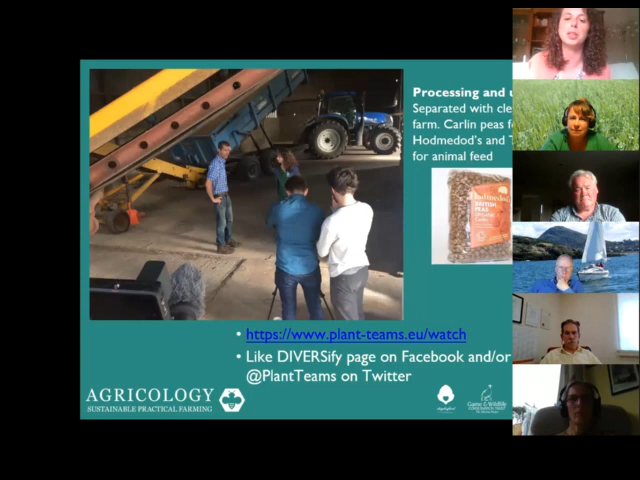 Processing and u
Separated with cle
farm. Carlin peas f
Hodmedod's and T
for animal feed
hodmedod's
BRITISH
PEAS
• https://www.plant-teams.eu/watch
• Like DIVERSify page on Facebook and/or
@PlantTeams on Twitter
AGRICOLOGY
SUSTAINABLE PRACTICAL FARMING
Game & Wildlife